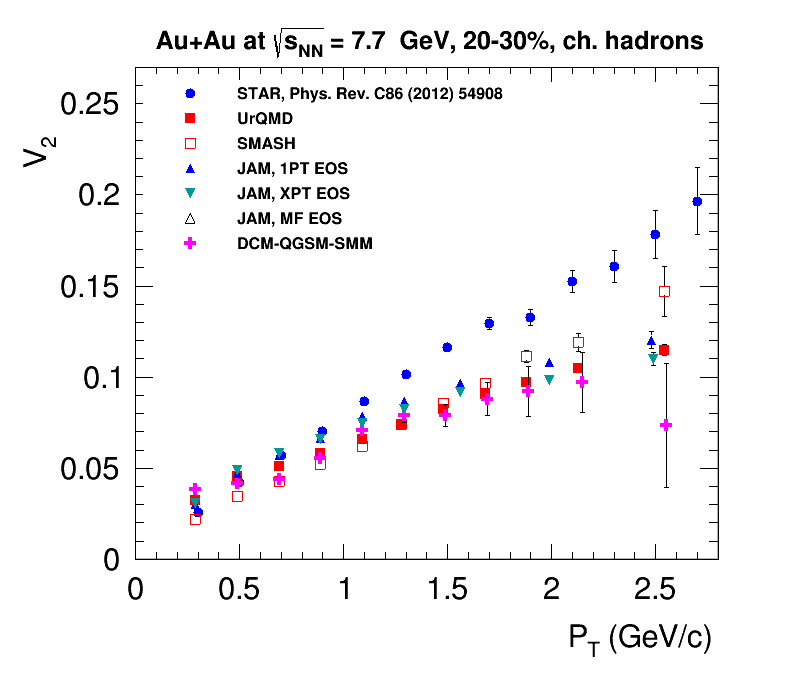 Au+Au at √sNN = 7.7 GeV, 20-30%, ch. hadrons
STAR, Phys. Rev. C86 (2012) 54908
UrQMD
SMASH
JAM, 1PT EOS
JAM, XPT EOS
JAM, MF EOS
DCM-QGSM-SMM
V2
0.25
0.2
0.15
0.1
0.05
0
0 0.5 1 1.5 2 2.5
PT (GeV/c)